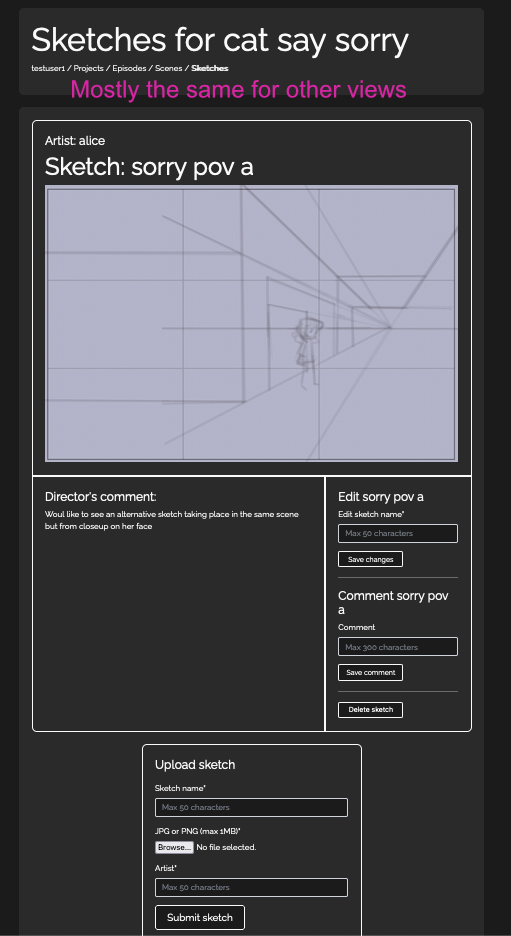 Sketches for cat say sorry
testuser1 / Projects / Episodes / Scenes / Sketches
Mostly the same for other views
Artist: alice
Sketch: sorry pov a
Director's comment:
Woul like to see an alternative sketch taking place in the same scene
but from closeup on her face
Edit sorry pov a
Edit sketch name*
Max 50 characters
Save changes
Comment sorry pov
a
Comment
Max 300 characters
Save comment
Delete sketch
Upload sketch
Sketch name*
Max 50 characters
JPG or PNG (max 1MB)*
Browse... No file selected.
Artist*
Max 50 characters
Submit sketch